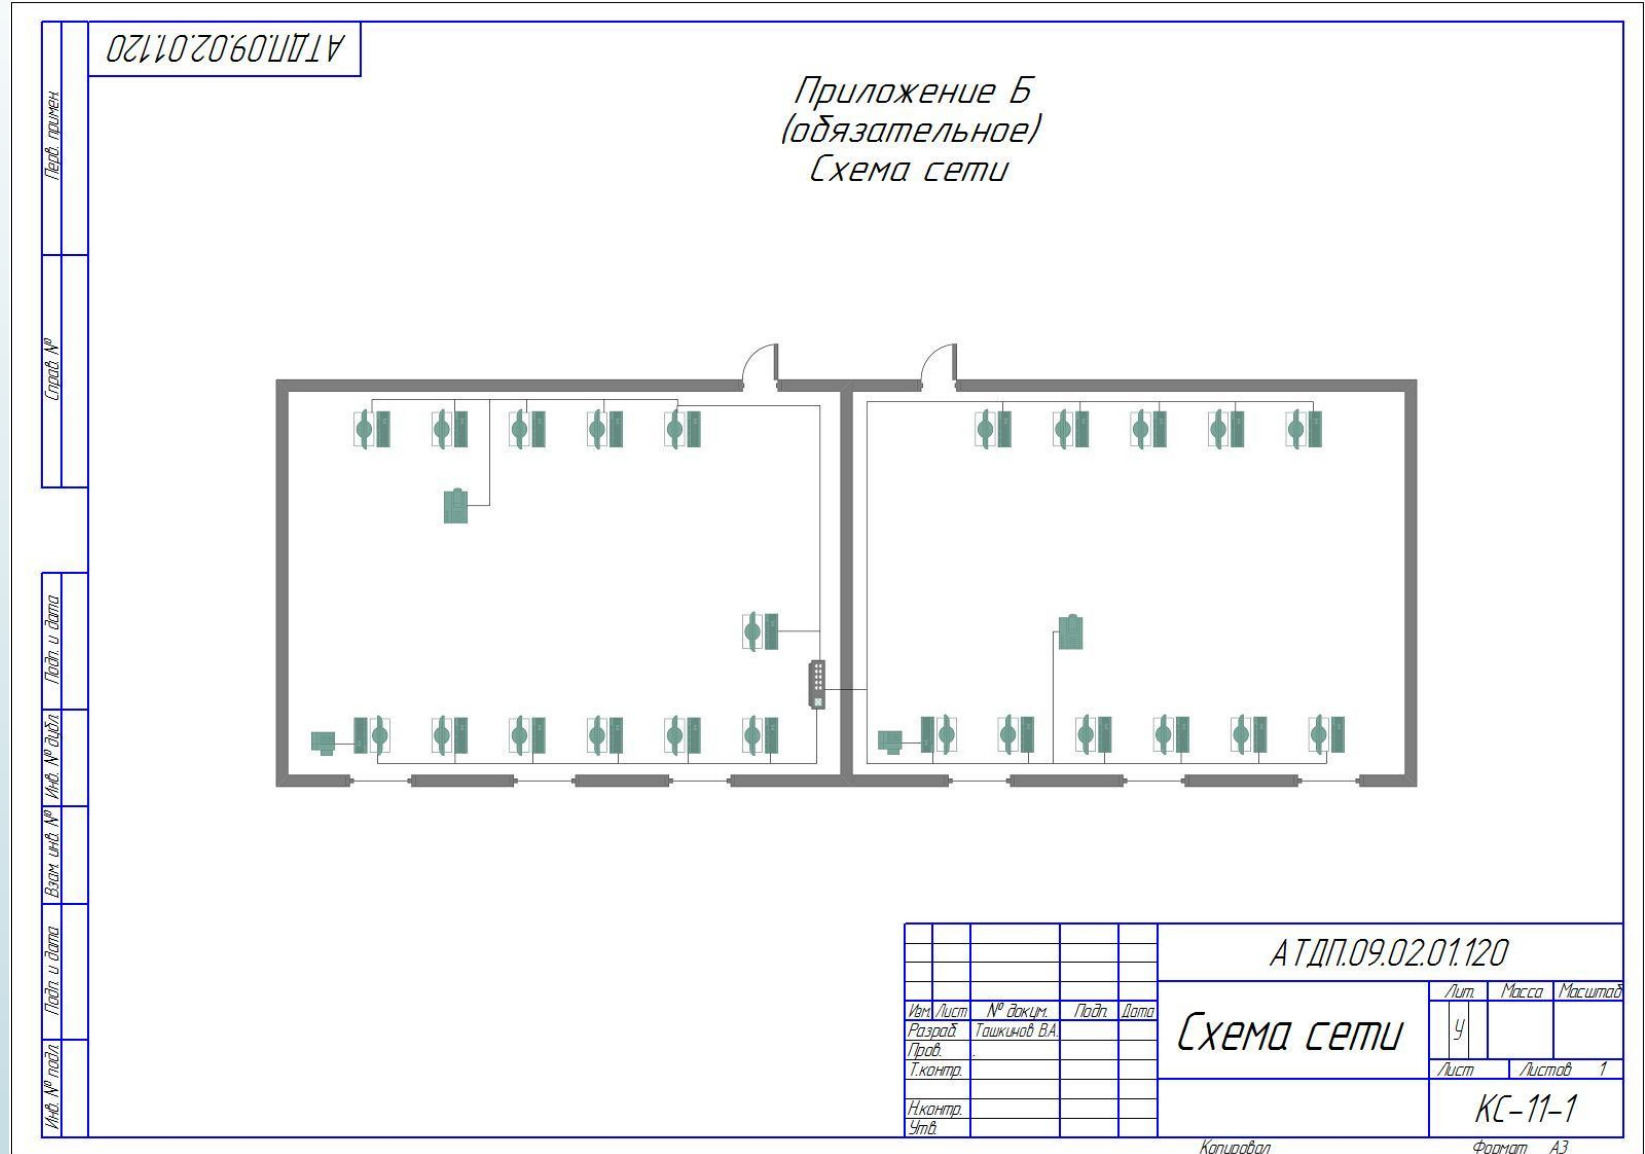 АТДП.09.02.01.120
Приложение Б
(обязательное)
Схема сети
Перв. примен.
Справ. №
Подп. и дата
Инв. № дубл.
Взам. инв. №
Подп. и дата
Инв. № подл.
АТДП.09.02.01.120
Изм. Лист № докум. Подп. Дата
Разраб. Ташкинов В.А.
Пров.
Т.контр.
Н.контр.
Утв.
Схема сети
Лит. Масса Масштаб
у
Лист Листов 1
КС-11-1
Копировал Формат А3